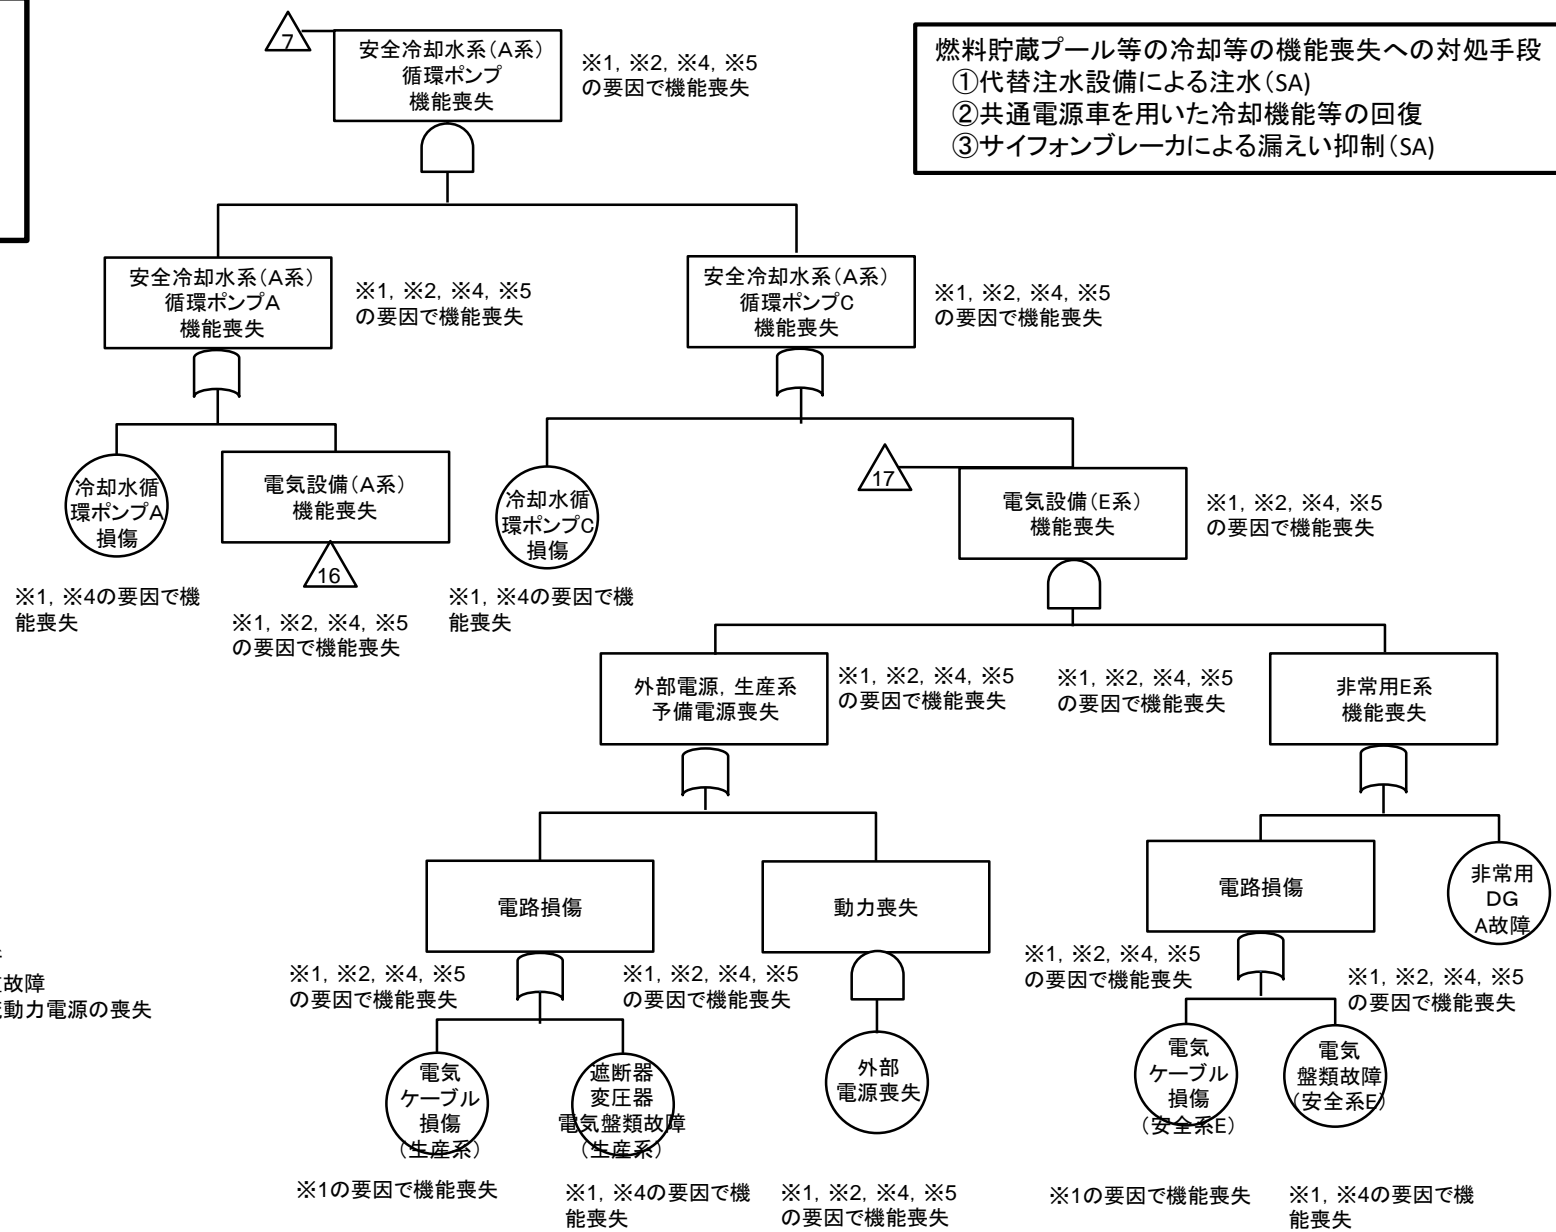 7
安全冷却水系(A系)
循環ポンプ
機能喪失
※1, ※2, ※4, ※5
の要因で機能喪失
燃料貯蔵プール等の冷却等の機能喪失への対処手段
①代替注水設備による注水(SA)
②共通電源車を用いた冷却機能等の回復
③サイフォンブレーカによる漏えい抑制(SA)
安全冷却水系(A系)
循環ポンプA
機能喪失
※1, ※2, ※4, ※5
の要因で機能喪失
安全冷却水系(A系)
循環ポンプC
機能喪失
※1, ※2, ※4, ※5
の要因で機能喪失
冷却水循
環ポンプA
損傷
※1, ※4の要因で機
能喪失
電気設備(A系)
機能喪失
16
※1, ※2, ※4, ※5
の要因で機能喪失
冷却水循
環ポンプC
損傷
※1, ※4の要因で機
能喪失
17
電気設備(E系)
機能喪失
※1, ※2, ※4, ※5
の要因で機能喪失
外部電源, 生産系
予備電源喪失
※1, ※2, ※4, ※5
の要因で機能喪失
※1, ※2, ※4, ※5
の要因で機能喪失
非常用E系
機能喪失
電路損傷
※1, ※2, ※4, ※5
の要因で機能喪失
動力喪失
※1, ※2, ※4, ※5
の要因で機能喪失
電路損傷
※1, ※2, ※4, ※5
の要因で機能喪失
非常用
DG
A故障
※1, ※2, ※4, ※5
の要因で機能喪失
故障
動力電源の喪失
電気
ケーブル
損傷
(生産系)
※1の要因で機能喪失
遮断器
変圧器
電気盤類故障
(生産系)
※1, ※4の要因で機
能喪失
外部
電源喪失
※1, ※2, ※4, ※5
の要因で機能喪失
電気
ケーブル
損傷
(安全系E)
※1の要因で機能喪失
電気
盤類故障
(安全系E)
※1, ※4の要因で機
能喪失